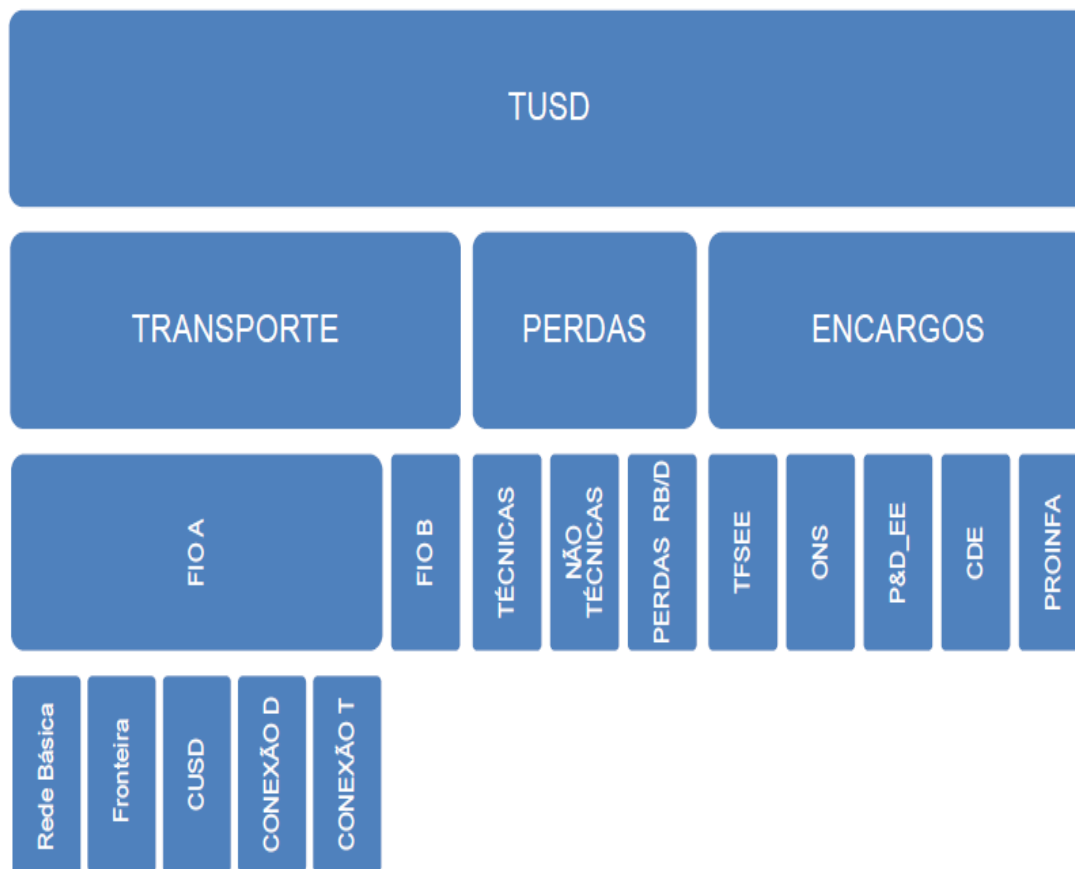 TUSD
TRANSPORTE
PERDAS
ENCARGOS
FIO A
FIO B
TÉCNICAS
NÃO
TÉCNICAS
PERDAS RB/D
TFSEE
ONS
P&D_EE
CDE
PROINFA
Rede Básica
Fronteira
CUSD
CONEXÃO D
CONEXÃO T